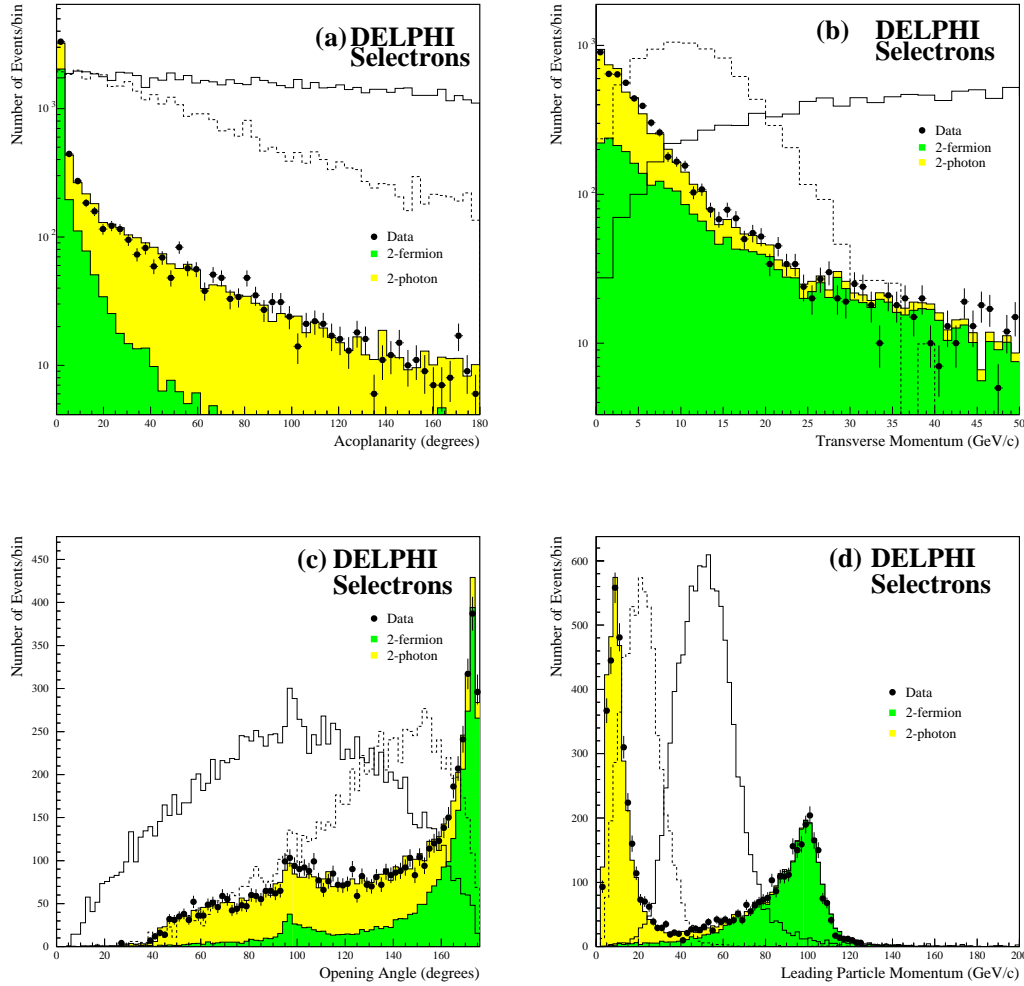 (a) DELPHI
Selectrons
Number of Events/bin
10³
10²
10
Data
2-fermion
2-photon
0 20 40 60 80 100 120 140 160 180
Acoplanarity (degrees)
(b) DELPHI
Selectrons
Number of Events/bin
10³
10²
10
Data
2-fermion
2-photon
0 5 10 15 20 25 30 35 40 45 50
Transverse Momentum (GeV/c)
(c) DELPHI
Selectrons
Number of Events/bin
450
400
350
300
250
200
150
100
50
0
Data
2-fermion
2-photon
0 20 40 60 80 100 120 140 160
Opening Angle (degrees)
(d) DELPHI
Selectrons
Number of Events/bin
600
500
400
300
200
100
0
Data
2-fermion
2-photon
0 20 40 60 80 100 120 140 160 180 200
Leading Particle Momentum (GeV/c)